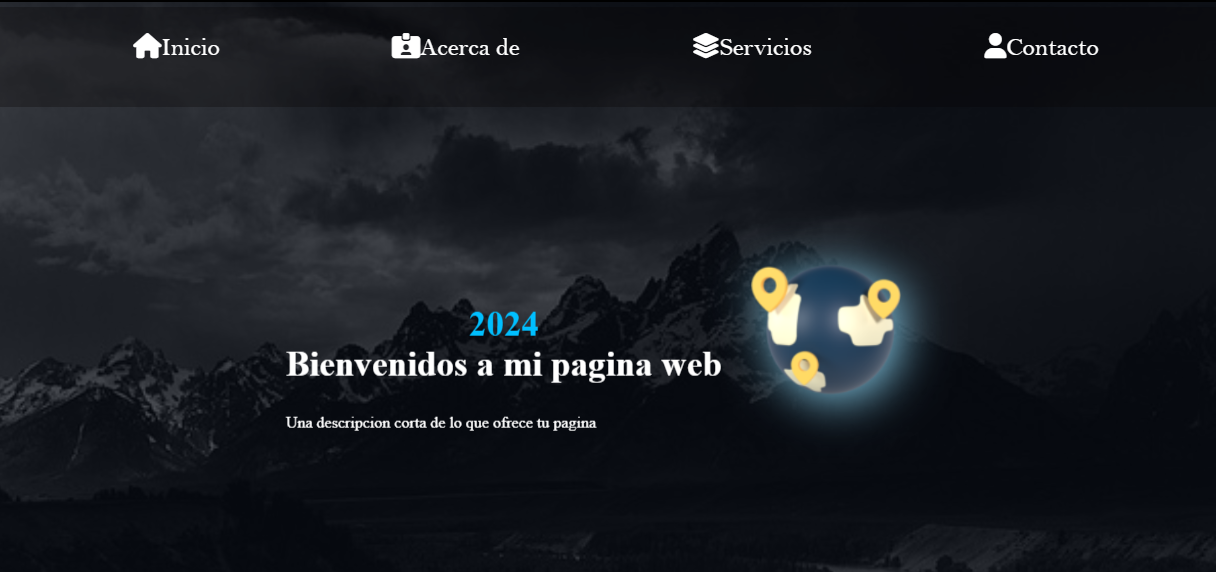 Inicio Acerca de Servicios Contacto
2024
Bienvenidos a mi pagina web
Una descripcion corta de lo que ofrece tu pagina